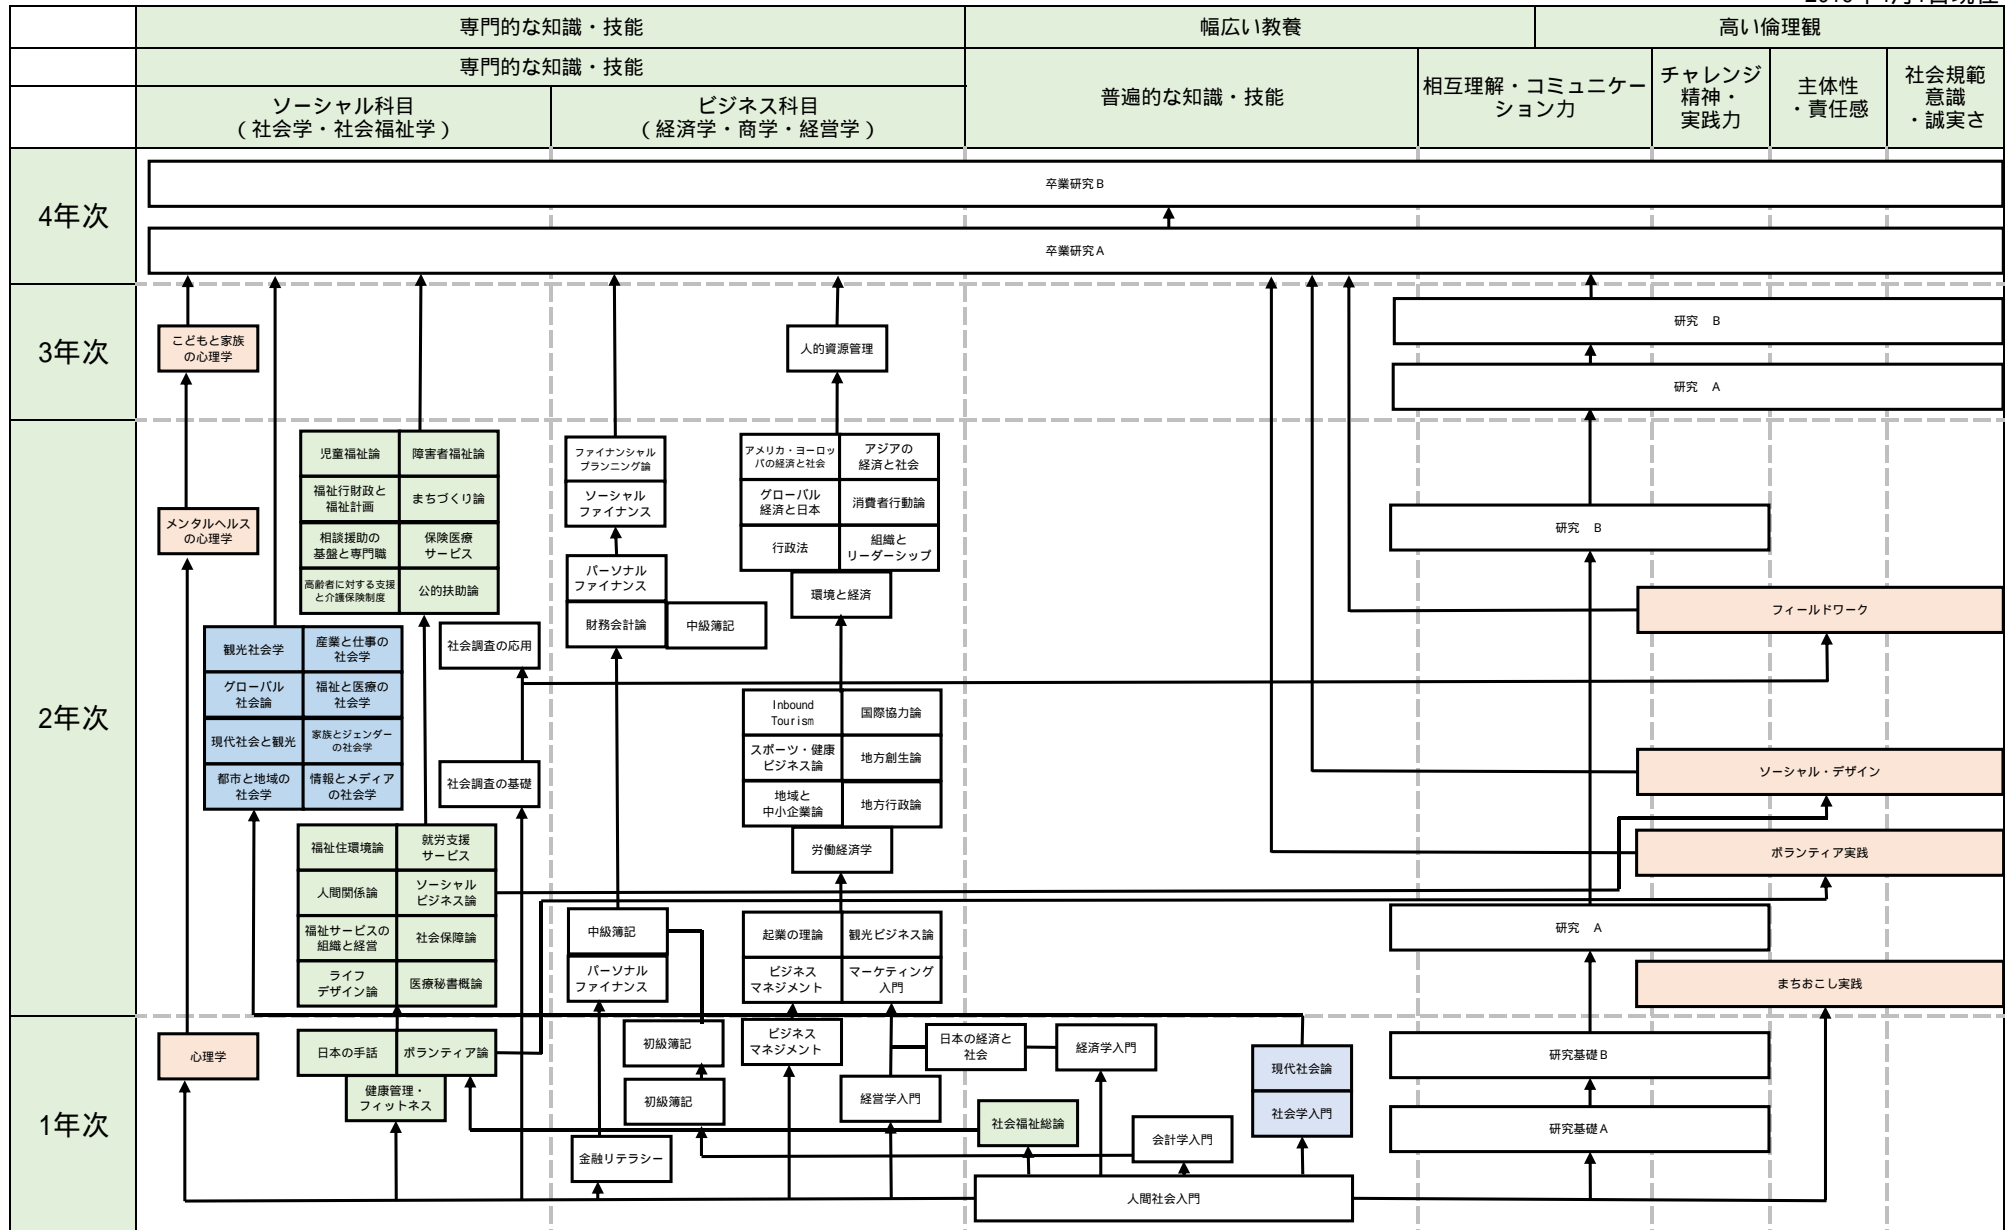 専門的な知識・技能
幅広い教養
高い倫理観
専門的な知識・技能
普遍的な知識・技能
相互理解・コミュニケー
ション力
チャレンジ
精神・
実践力
主体性
・責任感
社会規範
意識
・誠実さ
ソーシャル科目
(社会学・社会福祉学)
ビジネス科目
(経済学・商学・経営学)
4年次
卒業研究B
卒業研究A
3年次
こどもと家族
の心理学
人的資源管理
研究 B
研究 A
2年次
メンタルヘルス
の心理学
児童福祉論
障害者福祉論
福祉行財政と
福祉計画
まちづくり論
相談援助の
基盤と専門職
保険医療
サービス
高齢者に対する支援
と介護保険制度
公的扶助論
観光社会学
産業と仕事の
社会学
グローバル
社会論
福祉と医療の
社会学
現代社会と観光
家族とジェンダー
の社会学
都市と地域の
社会学
情報とメディア
の社会学
社会調査の応用
社会調査の基礎
福祉住環境論
就労支援
サービス
人間関係論
ソーシャル
ビジネス論
福祉サービスの
組織と経営
社会保障論
ライフ
デザイン論
医療秘書概論
ファイナンシャル
プランニング論
ソーシャル
ファイナンス
パーソナル
ファイナンス
財務会計論
中級簿記
中級簿記
パーソナル
ファイナンス
アメリカ・ヨーロッ
パの経済と社会
アジアの
経済と社会
グローバル
経済と日本
消費者行動論
行政法
組織と
リーダーシップ
環境と経済
Inbound
Tourism
国際協力論
スポーツ・健康
ビジネス論
地方創生論
地域と
中小企業論
地方行政論
労働経済学
起業の理論
観光ビジネス論
ビジネス
マネジメント
マーケティング
入門
研究 B
フィールドワーク
ソーシャル・デザイン
ボランティア実践
研究 A
まちおこし実践
1年次
心理学
日本の手話
ボランティア論
健康管理・
フィットネス
初級簿記
初級簿記
金融リテラシー
ビジネス
マネジメント
日本の経済と
社会
経済学入門
経営学入門
社会福祉総論
会計学入門
現代社会論
社会学入門
人間社会入門
研究基礎B
研究基礎A